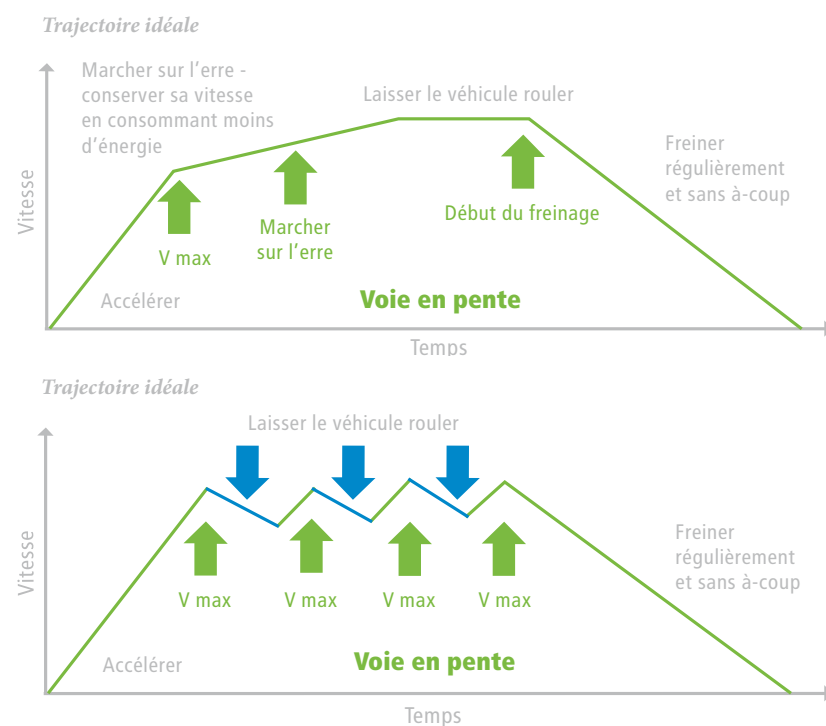 Trajectoire idéale
Marcher sur l'erre -
conserver sa vitesse
en consommant moins
d'énergie
Laisser le véhicule rouler
Freiner
régulièrement
et sans à-coup
Vitesse
V max
Marcher
sur l'erre
Début du freinage
Accélérer
Voie en pente
Temps
Trajectoire idéale
Laisser le véhicule rouler
Vitesse
Freiner
régulièrement
et sans à-coup
V max
V max
V max
V max
Accélérer
Voie en pente
Temps